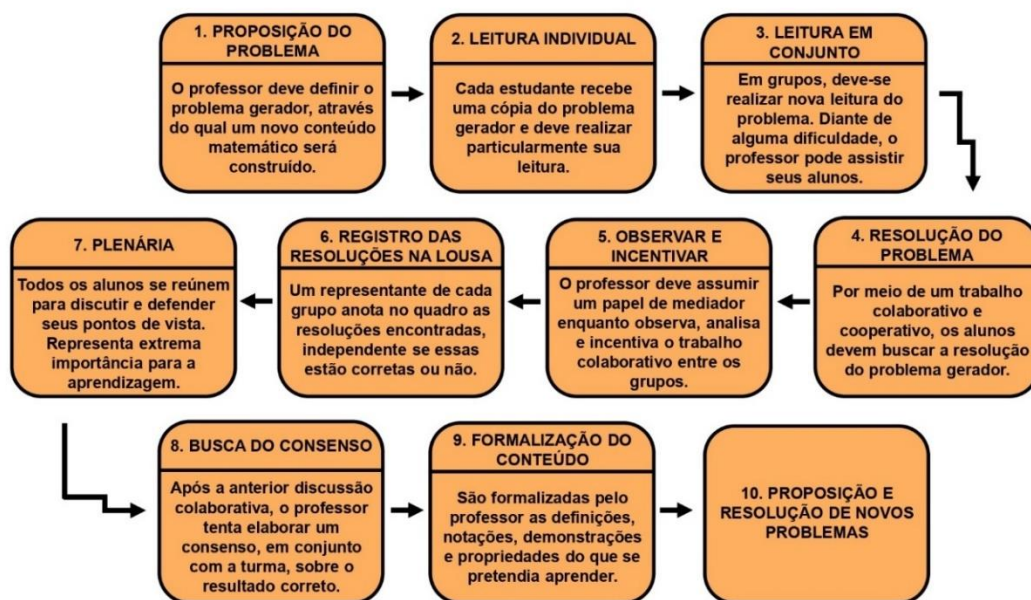 1. PROPOSIÇÃO DO
PROBLEMA
O professor deve definir o
problema gerador, através
do qual um novo conteúdo
matemático será
construído.
2. LEITURA INDIVIDUAL
Cada estudante recebe
uma cópia do problema
gerador e deve realizar
particularmente sua
leitura.
3. LEITURA EM
CONJUNTO
Em grupos, deve-se
realizar nova leitura do
problema. Diante de
alguma dificuldade, o
professor pode assistir
seus alunos.
4. RESOLUÇÃO DO
PROBLEMA
Por meio de um trabalho
colaborativo e
cooperativo, os alunos
devem buscar a resolução
do problema gerador.
5. OBSERVAR E
INCENTIVAR
O professor deve assumir
um papel de mediador
enquanto observa, analisa
e incentiva o trabalho
colaborativo entre os
grupos.
6. REGISTRO DAS
RESOLUÇÕES NA LOUSA
Um representante de cada
grupo anota no quadro as
resoluções encontradas,
independente se essas
estão corretas ou não.
7. PLENÁRIA
Todos os alunos se reúnem
para discutir e defender
seus pontos de vista.
Representa extrema
importância para a
aprendizagem.
8. BUSCA DO CONSENSO
Após a anterior discussão
colaborativa, o professor
tenta elaborar um
consenso, em conjunto
com a turma, sobre o
resultado correto.
9. FORMALIZAÇÃO DO
CONTEÚDO
São formalizadas pelo
professor as definições,
notações, demonstrações
e propriedades do que se
pretendia aprender.
10. PROPOSIÇÃO E
RESOLUÇÃO DE NOVOS
PROBLEMAS